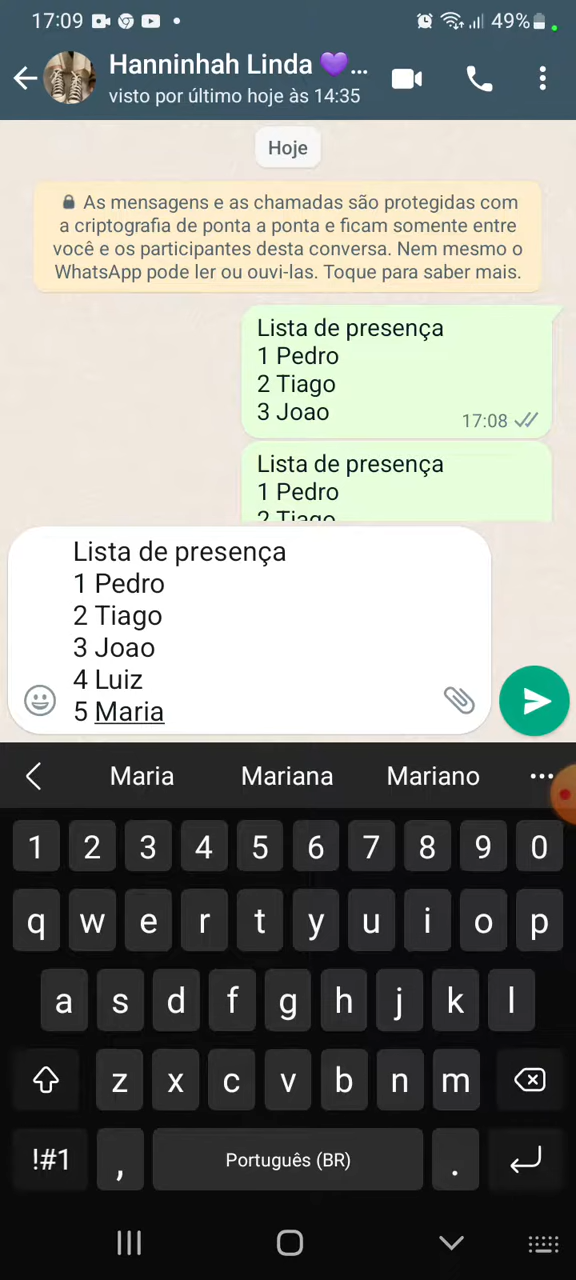 17:09
49%
Hanninhah Linda 💜...
visto por último hoje às 14:35
Hoje
As mensagens e as chamadas são protegidas com
a criptografia de ponta a ponta e ficam somente entre
você e os participantes desta conversa. Nem mesmo o
WhatsApp pode ler ou ouvi-las. Toque para saber mais.
Lista de presença
1 Pedro
2 Tiago
3 Joao
17:08
Lista de presença
1 Pedro
2 Tiago
Lista de presença
1 Pedro
2 Tiago
3 Joao
4 Luiz
5 Maria
Maria Mariana Mariano ...
1 2 3 4 5 6 7 8 9 0
q w e r t y u i o p
a s d f g h j k l
z x c v b n m
!#1 , Português (BR) .